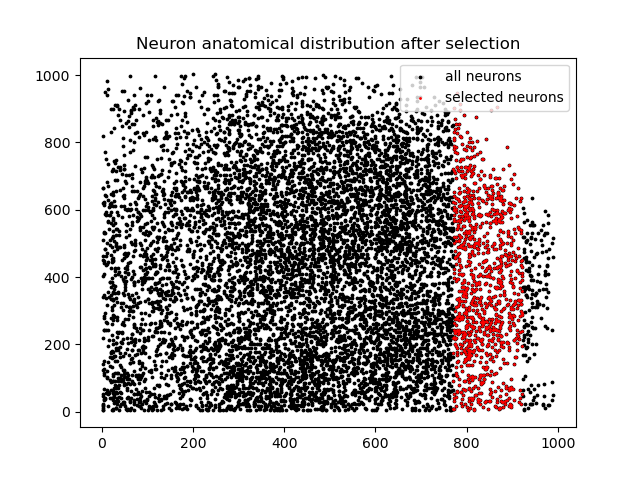 Neuron anatomical distribution after selection
all neurons
selected neurons
1000
800
600
400
200
0
0 200 400 600 800 1000